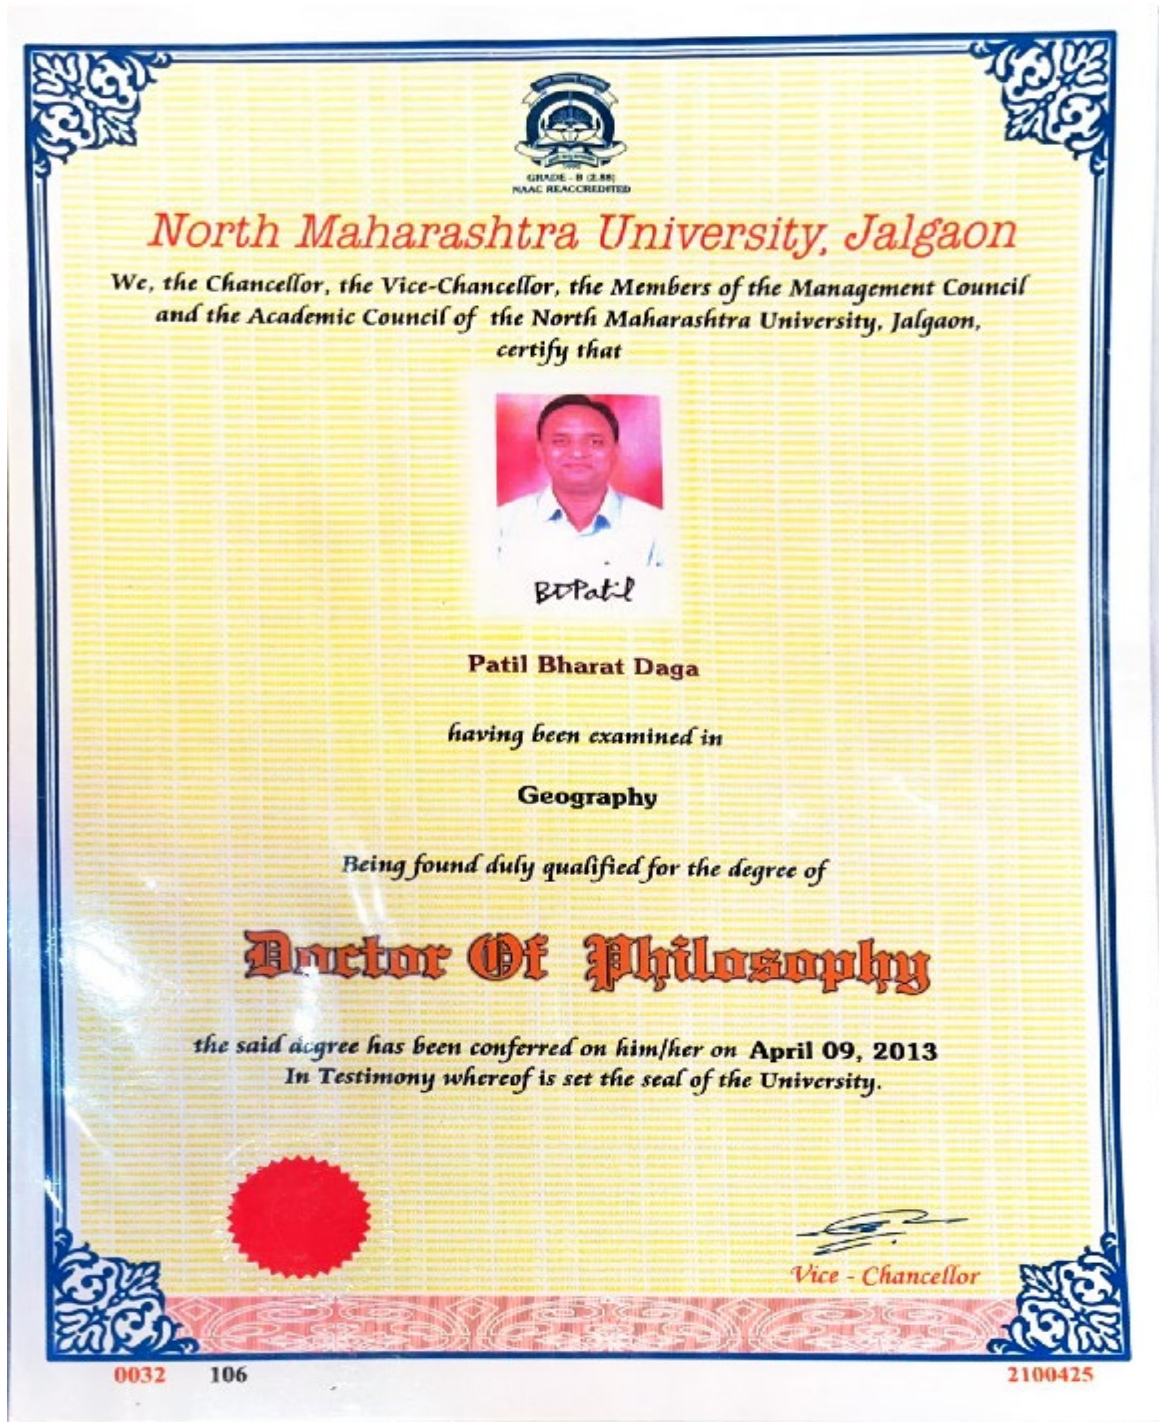 GRADE - B (2.88)
NAAC REACCREDITED
North Maharashtra University, Jalgaon
We, the Chancellor, the Vice-Chancellor, the Members of the Management Council
and the Academic Council of the North Maharashtra University, Jalgaon,
certify that
BDPatil
Patil Bharat Daga
having been examined in
Geography
Being found duly qualified for the degree of
Doctor Of Philosophy
the said degree has been conferred on him/her on April 09, 2013
In Testimony whereof is set the seal of the University.
Vice - Chancellor
0032 106 2100425